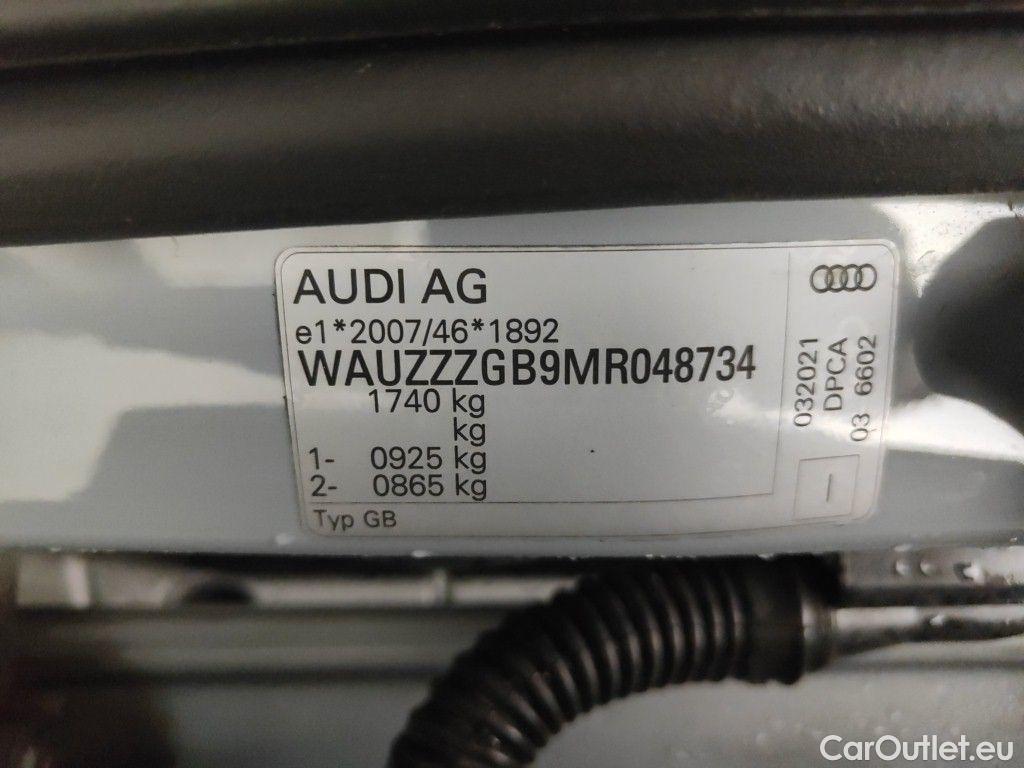 AUDI AG
e1*2007/46*1892
WAUZZZGB9MR048734
1740 kg
kg
1- 0925 kg
2- 0865 kg
Typ GB
032021
DPCA
03 6602
CarOutlet.eu